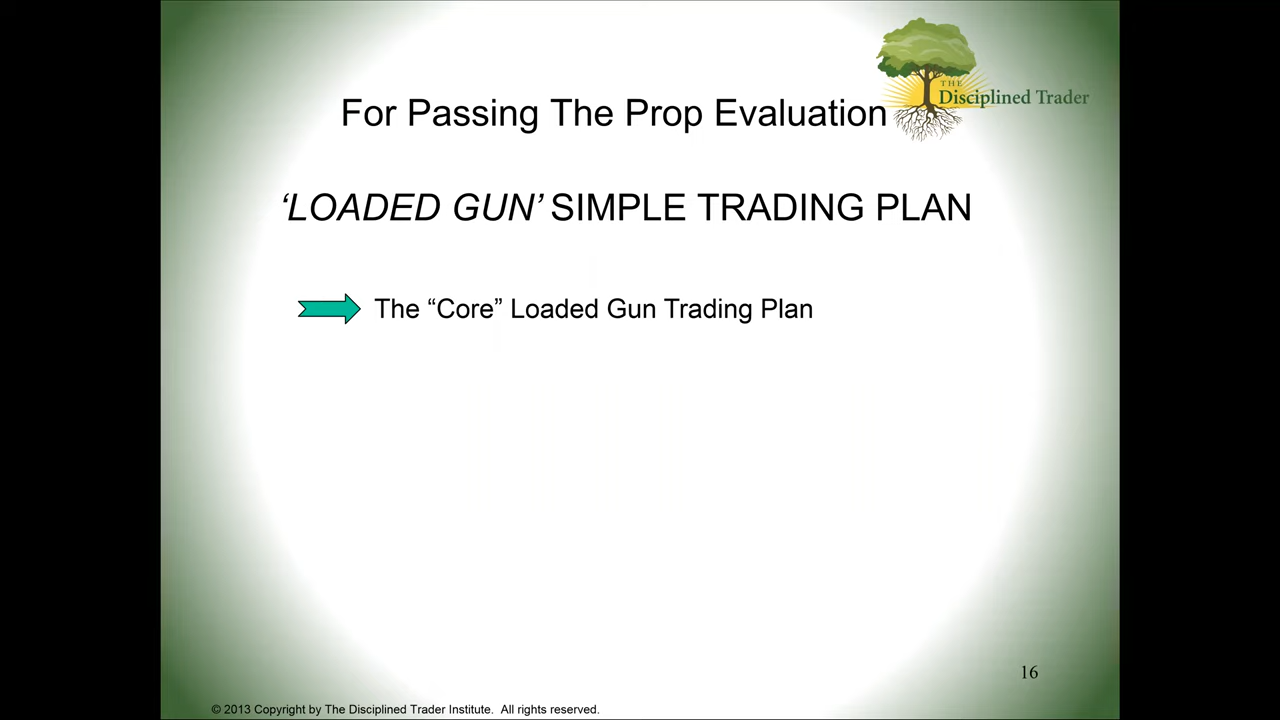 THE
Disciplined Trader
For Passing The Prop Evaluation
‘LOADED GUN’ SIMPLE TRADING PLAN
The “Core” Loaded Gun Trading Plan
16
© 2013 Copyright by The Disciplined Trader Institute.  All rights reserved.